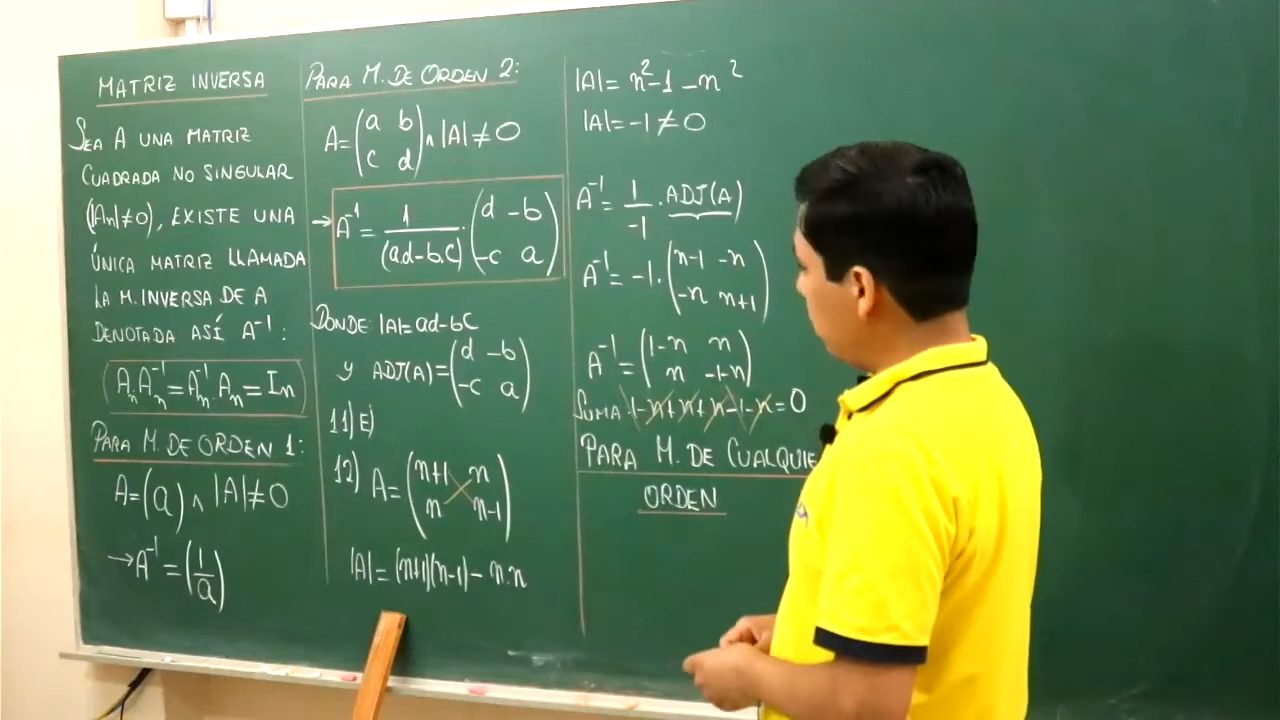 MATRIZ INVERSA
SEA A UNA MATRIZ
CUADRADA NO SINGULAR
(|An|≠0), EXISTE UNA
ÚNICA MATRIZ LLAMADA
LA M. INVERSA DE A
DENOTADA ASÍ A⁻¹:
Aₙ Aₙ⁻¹ = Aₙ⁻¹ Aₙ = Iₙ
PARA M. DE ORDEN 1:
A=(a) ∧ |A|≠0
→A⁻¹=(1/a)
PARA M. DE ORDEN 2:
A=(a b
c d) ∧ |A|≠0
→A⁻¹= 1/(ad-b.c) . (d -b
-c a)
DONDE |A|=ad-bc
y ADJ(A)=(d -b
-c a)
11) E)
12) A=(n+1 n
n n-1)
|A|=(n+1)(n-1)-n.n
|A|= n²-1-n²
|A|=-1≠0
A⁻¹= 1/-1 . ADJ(A)
A⁻¹=-1.(n-1 -n
-n n+1)
A⁻¹=(1-n n
n -1-n)
SUMA: 1-n+n+n-1-n=0
PARA M. DE CUALQUIE
ORDEN